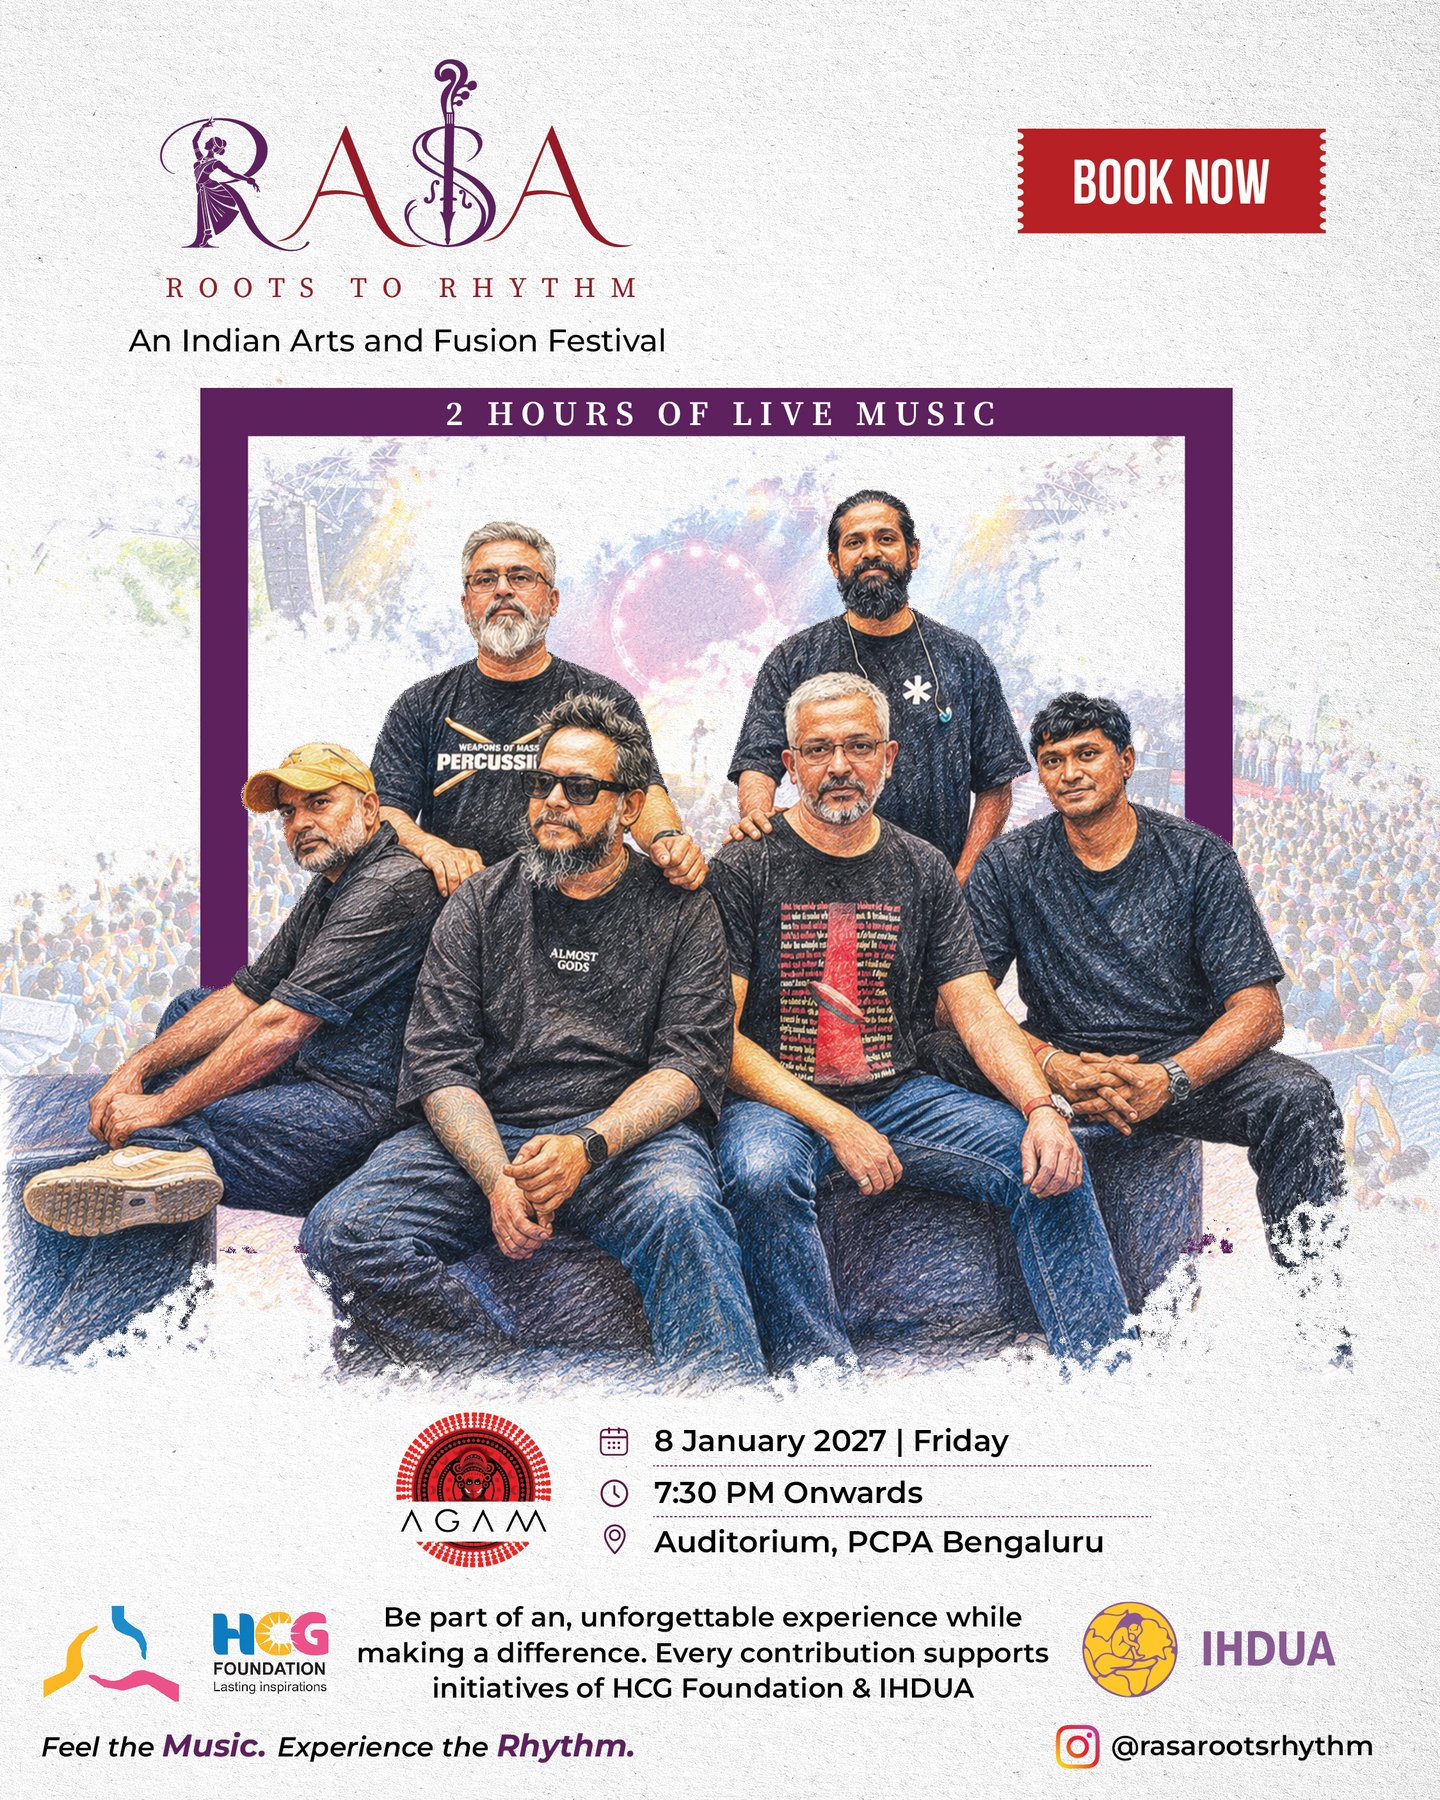 RASA
ROOTS TO RHYTHM
An Indian Arts and Fusion Festival
BOOK NOW
2 HOURS OF LIVE MUSIC
WEAPONS OF MASS
PERCUSSI
ALMOST
GODS
AGAM
8 January 2027 | Friday
7:30 PM Onwards
Auditorium, PCPA Bengaluru
HCG
FOUNDATION
Lasting inspirations
Be part of an, unforgettable experience while
making a difference. Every contribution supports
initiatives of HCG Foundation & IHDUA
IHDUA
Feel the Music. Experience the Rhythm.
@rasarootsrhythm